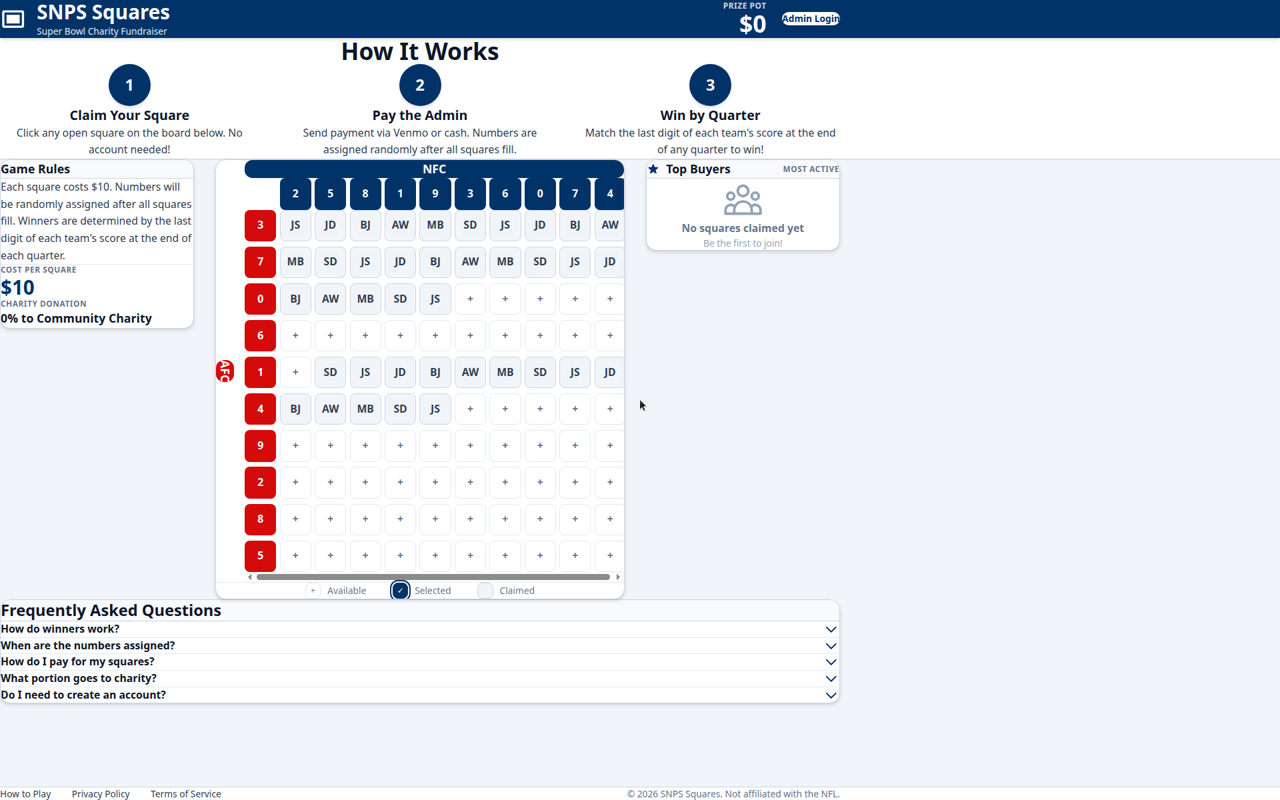 SNPS Squares
Super Bowl Charity Fundraiser
PRIZE POT
$0
Admin Login
How It Works
1
Claim Your Square
Click any open square on the board below. No
account needed!
2
Pay the Admin
Send payment via Venmo or cash. Numbers are
assigned randomly after all squares fill.
3
Win by Quarter
Match the last digit of each team's score at the end
of any quarter to win!
Game Rules
Each square costs $10. Numbers will
be randomly assigned after all squares
fill. Winners are determined by the last
digit of each team's score at the end of
each quarter.
COST PER SQUARE
$10
CHARITY DONATION
0% to Community Charity
AFC
NFC
2 5 8 1 9 3 6 0 7 4
3 JS JD BJ AW MB SD JS JD BJ AW
7 MB SD JS JD BJ AW MB SD JS JD
0 BJ AW MB SD JS + + + + +
6 + + + + + + + + + +
1 + SD JS JD BJ AW MB SD JS JD
4 BJ AW MB SD JS + + + + +
9 + + + + + + + + + +
2 + + + + + + + + + +
8 + + + + + + + + + +
5 + + + + + + + + + +
+ Available ✓ Selected Claimed
Top Buyers
MOST ACTIVE
No squares claimed yet
Be the first to join!
Frequently Asked Questions
How do winners work?
When are the numbers assigned?
How do I pay for my squares?
What portion goes to charity?
Do I need to create an account?
How to Play Privacy Policy Terms of Service
© 2026 SNPS Squares. Not affiliated with the NFL.